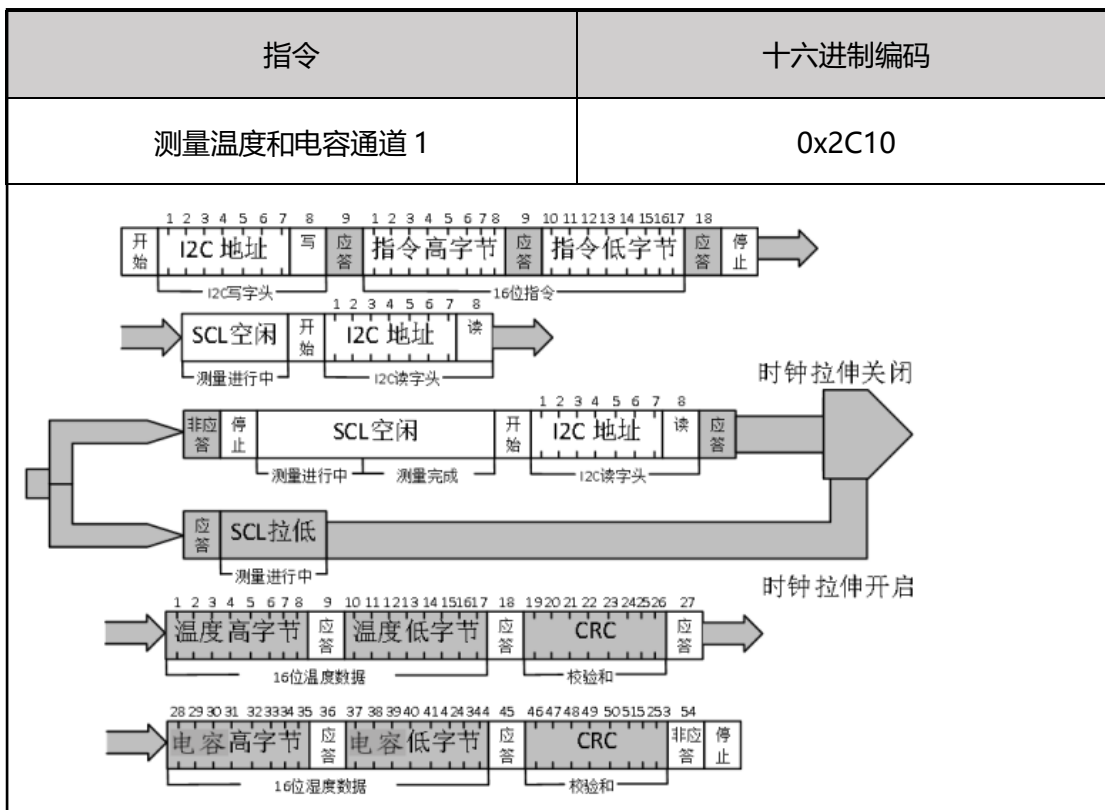 指令 十六进制编码
测量温度和电容通道 1 0x2C10
1 2 3 4 5 6 7 8 9 1 2 3 4 5 6 7 8 9 10 11 12 13 14 15 16 17 18
开始 I2C 地址 写 应答 指令高字节 应答 指令低字节 应答 停止
I2C写字头 16位指令
1 2 3 4 5 6 7 8
SCL空闲 开始 I2C 地址 读
测量进行中 I2C读字头
时钟拉伸关闭
1 2 3 4 5 6 7 8
非应答 停止 SCL空闲 开始 I2C 地址 读 应答
测量进行中 测量完成 I2C读字头
应答 SCL拉低
测量进行中
时钟拉伸开启
1 2 3 4 5 6 7 8 9 10 11 12 13 14 15 16 17 18 19 20 21 22 23 24 25 26 27
温度高字节 应答 温度低字节 应答 CRC 应答
16位温度数据 校验和
28 29 30 31 32 33 34 35 36 37 38 39 40 41 42 43 44 45 46 47 48 49 50 51 52 53 54
电容高字节 应答 电容低字节 应答 CRC 非应答 停止
16位湿度数据 校验和